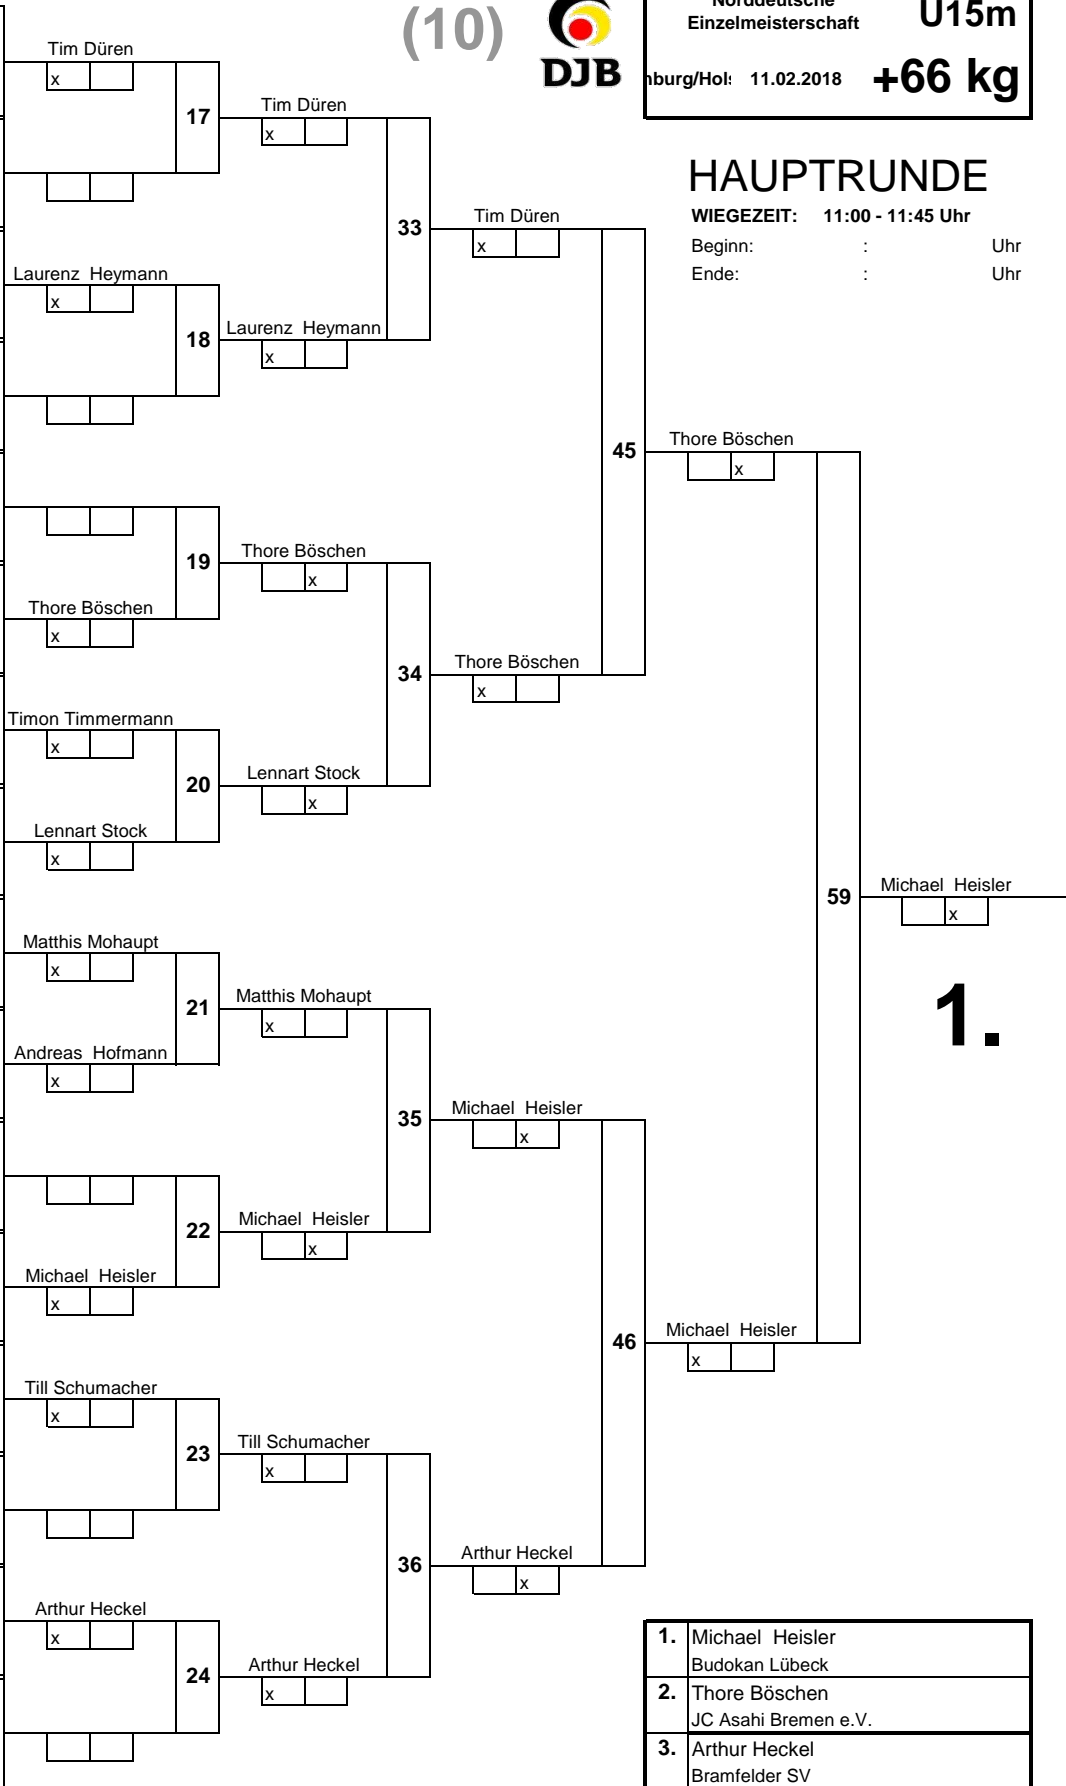 (10)
DJB
Norddeutsche
Einzelmeisterschaft
U15m
11.02.2018
+66 kg
HAUPTRUNDE
WIEGEZEIT: 11:00 - 11:45 Uhr
Beginn: : Uhr
Ende: : Uhr
Tim Düren
x
17
Tim Düren
x
33
Tim Düren
x
Laurenz Heymann
x
18
Laurenz Heymann
x
45
Thore Böschen
x
19
Thore Böschen
x
Thore Böschen
x
34
Thore Böschen
x
Timon Timmermann
x
20
Lennart Stock
x
Lennart Stock
x
59
Michael Heisler
x
1.
Matthis Mohaupt
x
21
Matthis Mohaupt
x
Andreas Hofmann
x
35
Michael Heisler
x
22
Michael Heisler
x
Michael Heisler
x
46
Michael Heisler
x
Till Schumacher
x
23
Till Schumacher
x
36
Arthur Heckel
x
Arthur Heckel
x
24
Arthur Heckel
x
1. Michael Heisler
Budokan Lübeck
2. Thore Böschen
JC Asahi Bremen e.V.
3. Arthur Heckel
Bramfelder SV